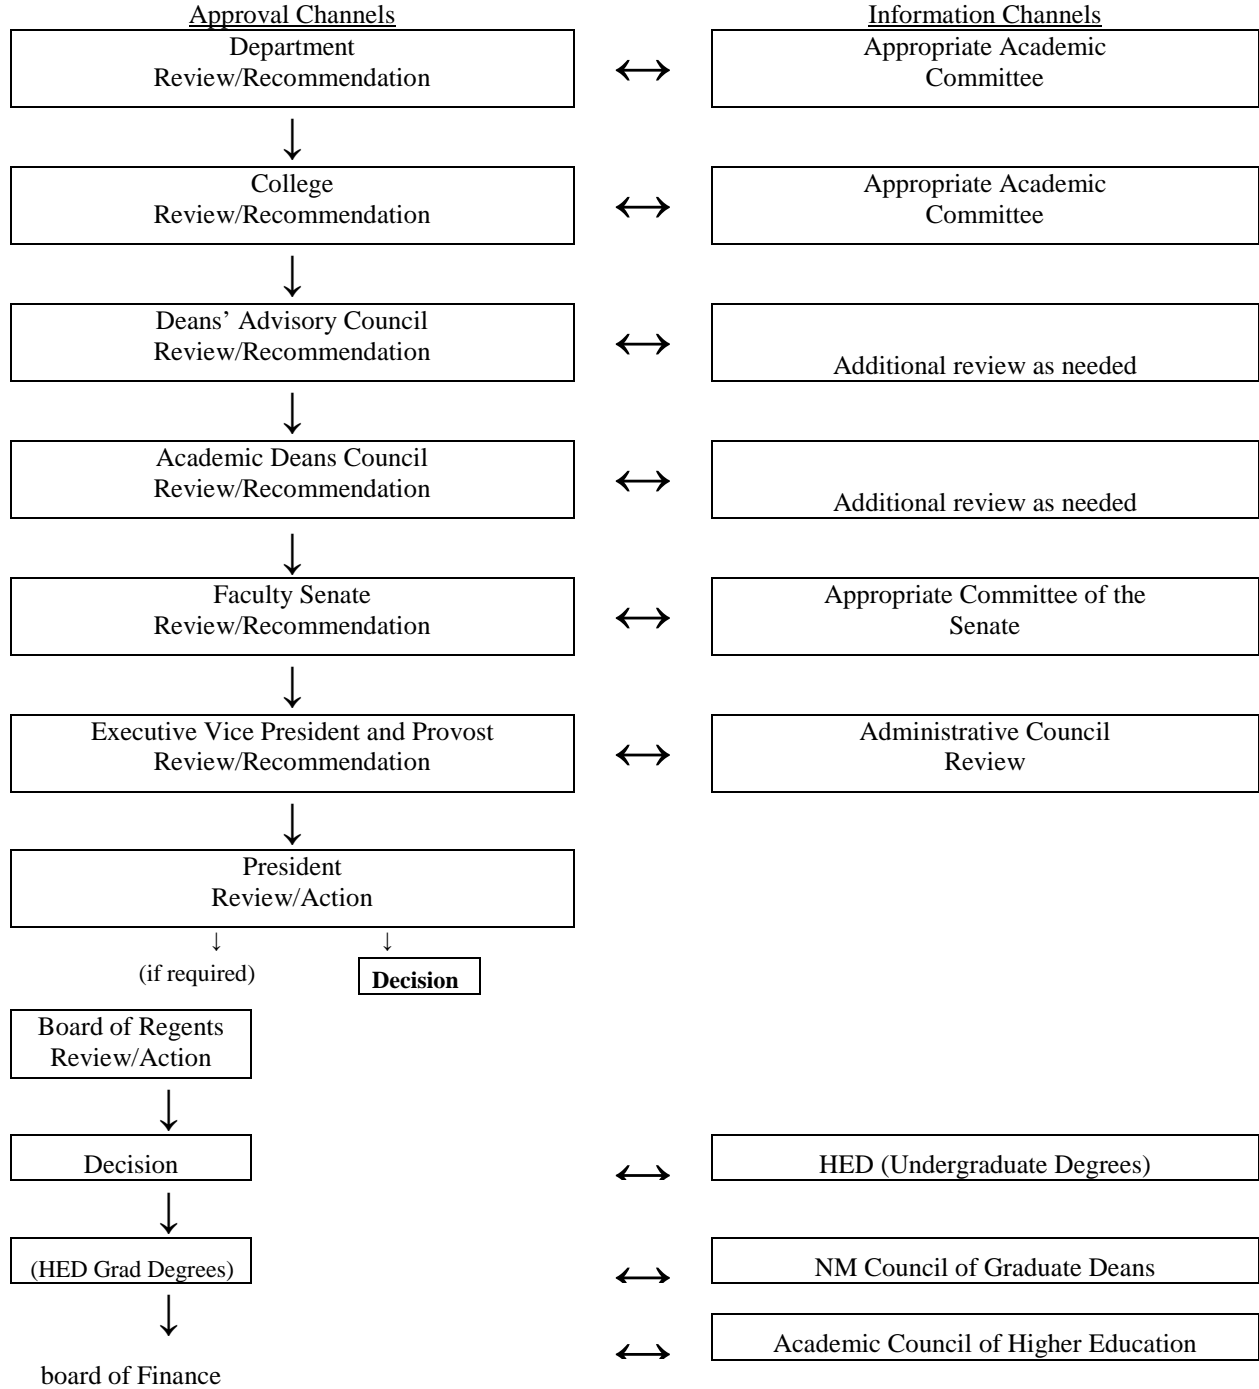 Approval Channels
Information Channels
Department
Review/Recommendation
Appropriate Academic
Committee
College
Review/Recommendation
Appropriate Academic
Committee
Deans’ Advisory Council
Review/Recommendation
Additional review as needed
Academic Deans Council
Review/Recommendation
Additional review as needed
Faculty Senate
Review/Recommendation
Appropriate Committee of the
Senate
Executive Vice President and Provost
Review/Recommendation
Administrative Council
Review
President
Review/Action
(if required)
Decision
Board of Regents
Review/Action
Decision
HED (Undergraduate Degrees)
(HED Grad Degrees)
NM Council of Graduate Deans
Academic Council of Higher Education
board of Finance